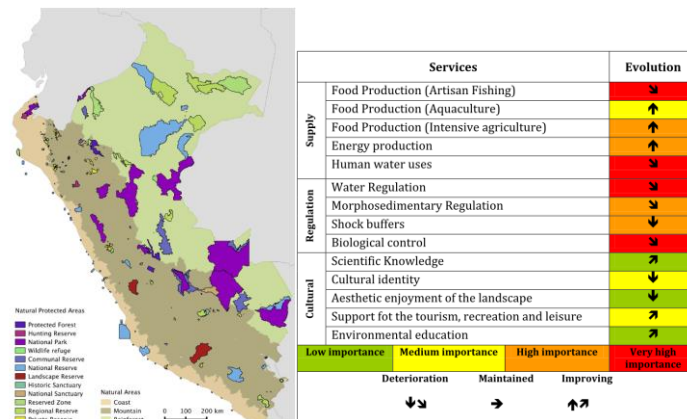 Natural Protected Areas
Protected Forest
Hunting Reserve
National Park
Wildlife refuge
Communal Reserve
National Reserve
Landscape Reserve
Historic Sanctuary
National Sanctuary
Reserved Zone
Regional Reserve
Natural Areas
Coast
Mountain
0
100
200 km
Services
Evolution
Supply
Food Production (Artisan Fishing)
↘
Food Production (Aquaculture)
↑
Food Production (Intensive agriculture)
↑
Energy production
↑
Human water uses
↘
Regulation
Water Regulation
↘
Morphosedimentary Regulation
↘
Shock buffers
↓
Biological control
↘
Cultural
Scientific Knowledge
↗
Cultural identity
↓
Aesthetic enjoyment of the landscape
↓
Support fot the tourism, recreation and leisure
↗
Environmental education
↗
Low importance
Medium importance
High importance
Very high
importance
Deterioration
Maintained
Improving
↓↘
→
↑↗